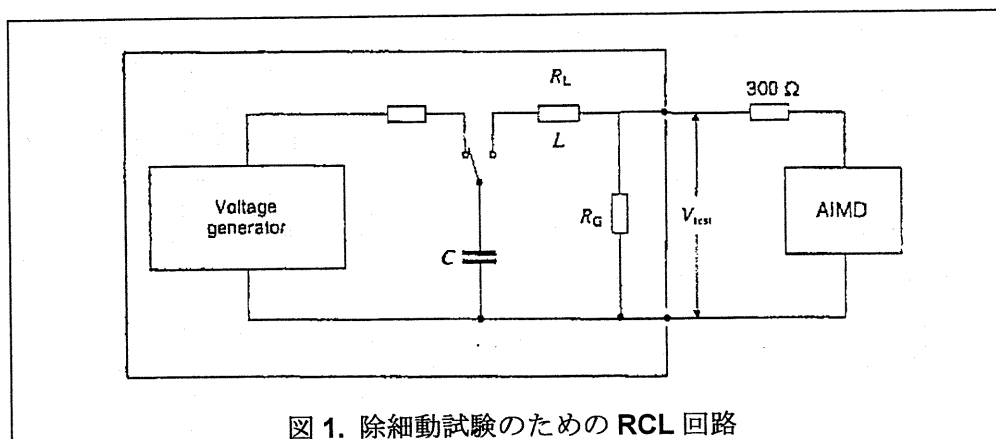 R_L
300 Ω
L
Voltage
generator
R_G
V_test
AIMD
C
図 1. 除細動試験のための RCL 回路